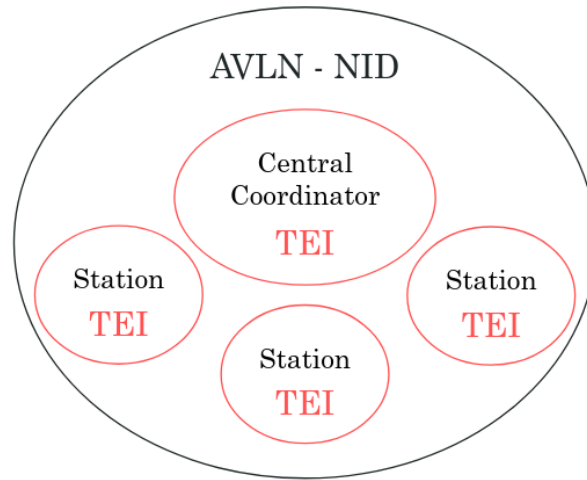 AVLN - NID
Central
Coordinator
TEI
Station
TEI
Station
TEI
Station
TEI